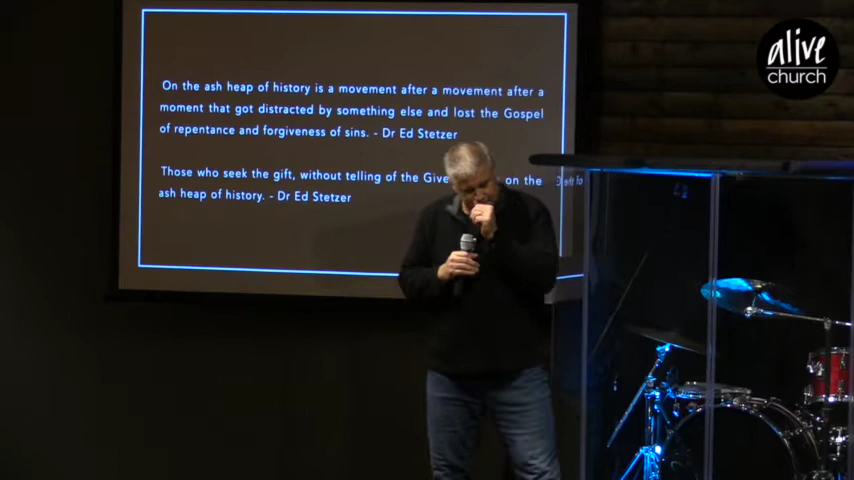 alive
church
On the ash heap of history is a movement after a movement after a
moment that got distracted by something else and lost the Gospel
of repentance and forgiveness of sins. - Dr Ed Stetzer
Those who seek the gift, without telling of the Give on the
ash heap of history. - Dr Ed Stetzer